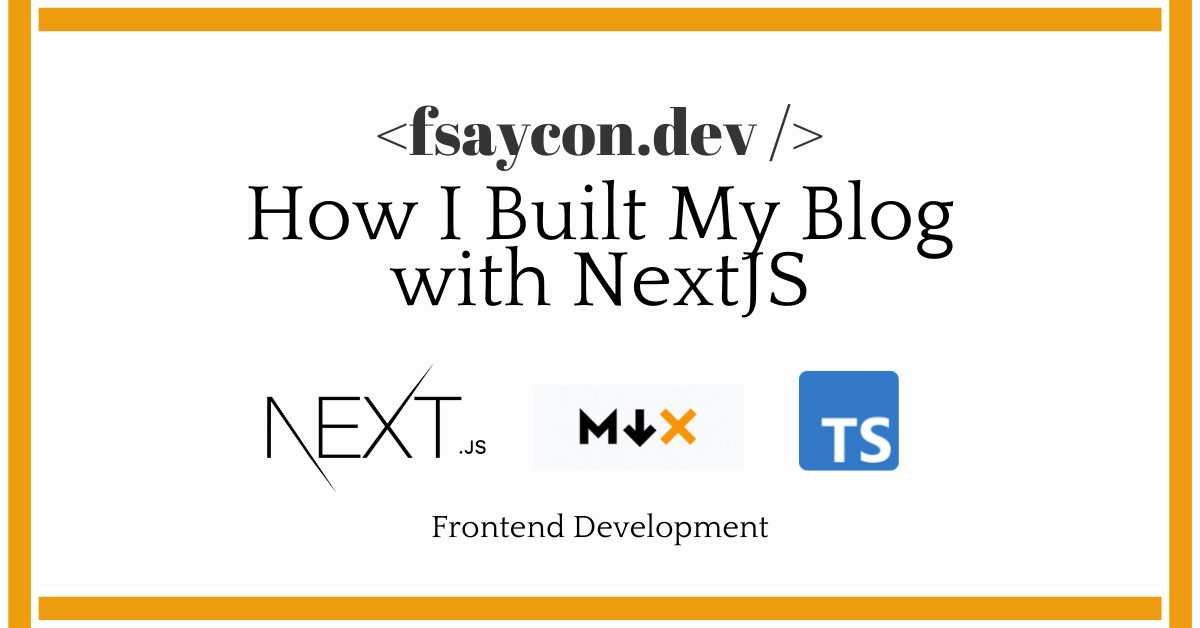 <fsaycon.dev />
How I Built My Blog
with NextJS
NEXT.JS
M↓X
TS
Frontend Development